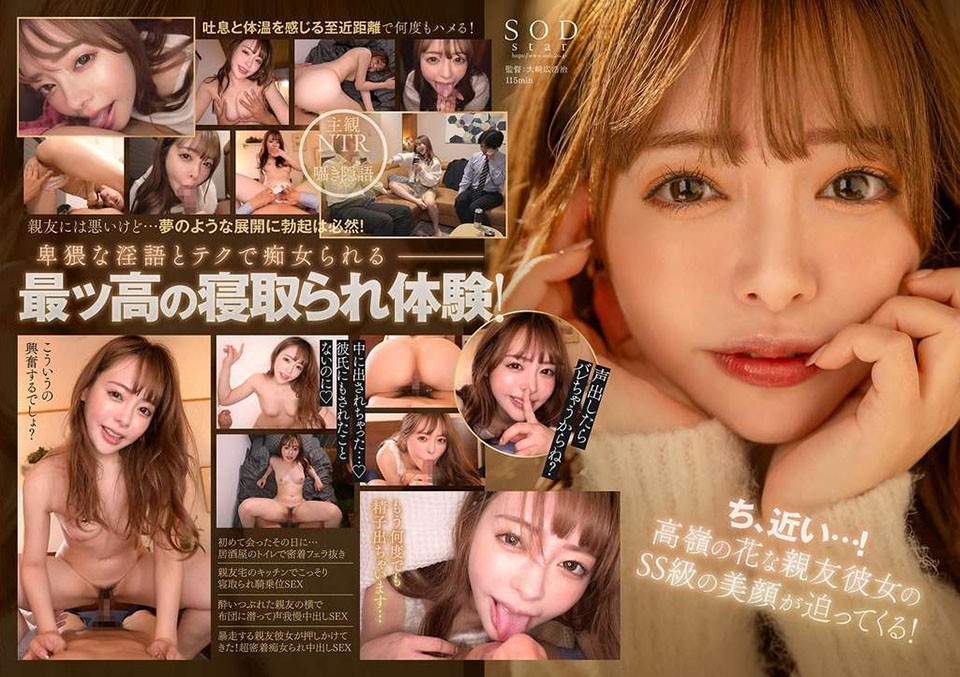 吐息と体温を感じる至近距離で何度もハメる!
主観
NTR
×
囁き隠語
親友には悪いけど…夢のような展開に勃起は必然!
卑猥な淫語とテクで痴女られる
最ッ高の寝取られ体験!
こういうの
興奮するでしょ?
中に出されちゃった…♡
彼氏にもされたこと
ないのに♡
声出したら
バレちゃうからね?
もう何度でも
精子出ちゃいます…
初めて会ったその日に…
居酒屋のトイレで密着フェラ抜き
親友宅のキッチンでこっそり
寝取られ騎乗位SEX
酔いつぶれた親友の横で
布団に潜って声我慢中出しSEX
暴走する親友彼女が押しかけて
きた!超密着痴女られ中出しSEX
SOD
star
115min
ち、近い…!
高嶺の花な親友彼女の
SS級の美顔が迫ってくる!